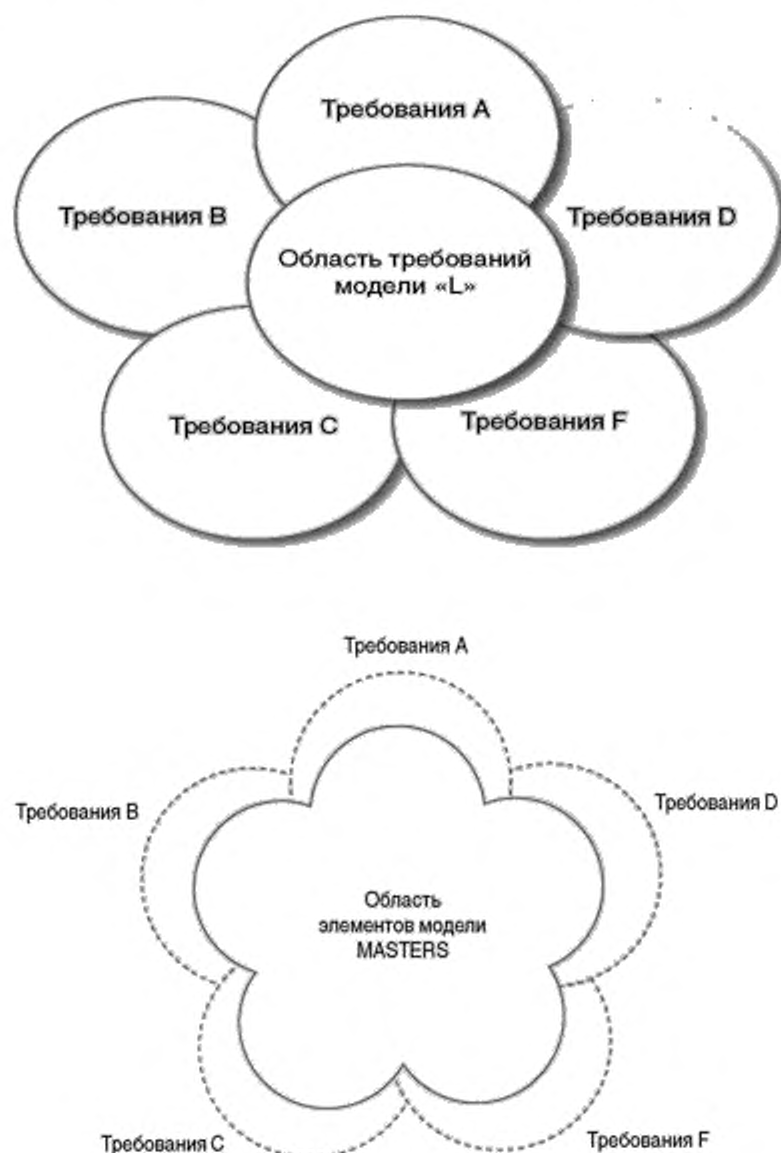 Требования A
Требования B
Требования D
Область требований
модели «L»
Требования C
Требования F
Требования A
Требования B
Требования D
Область
элементов модели
MASTERS
Требования C
Требования F